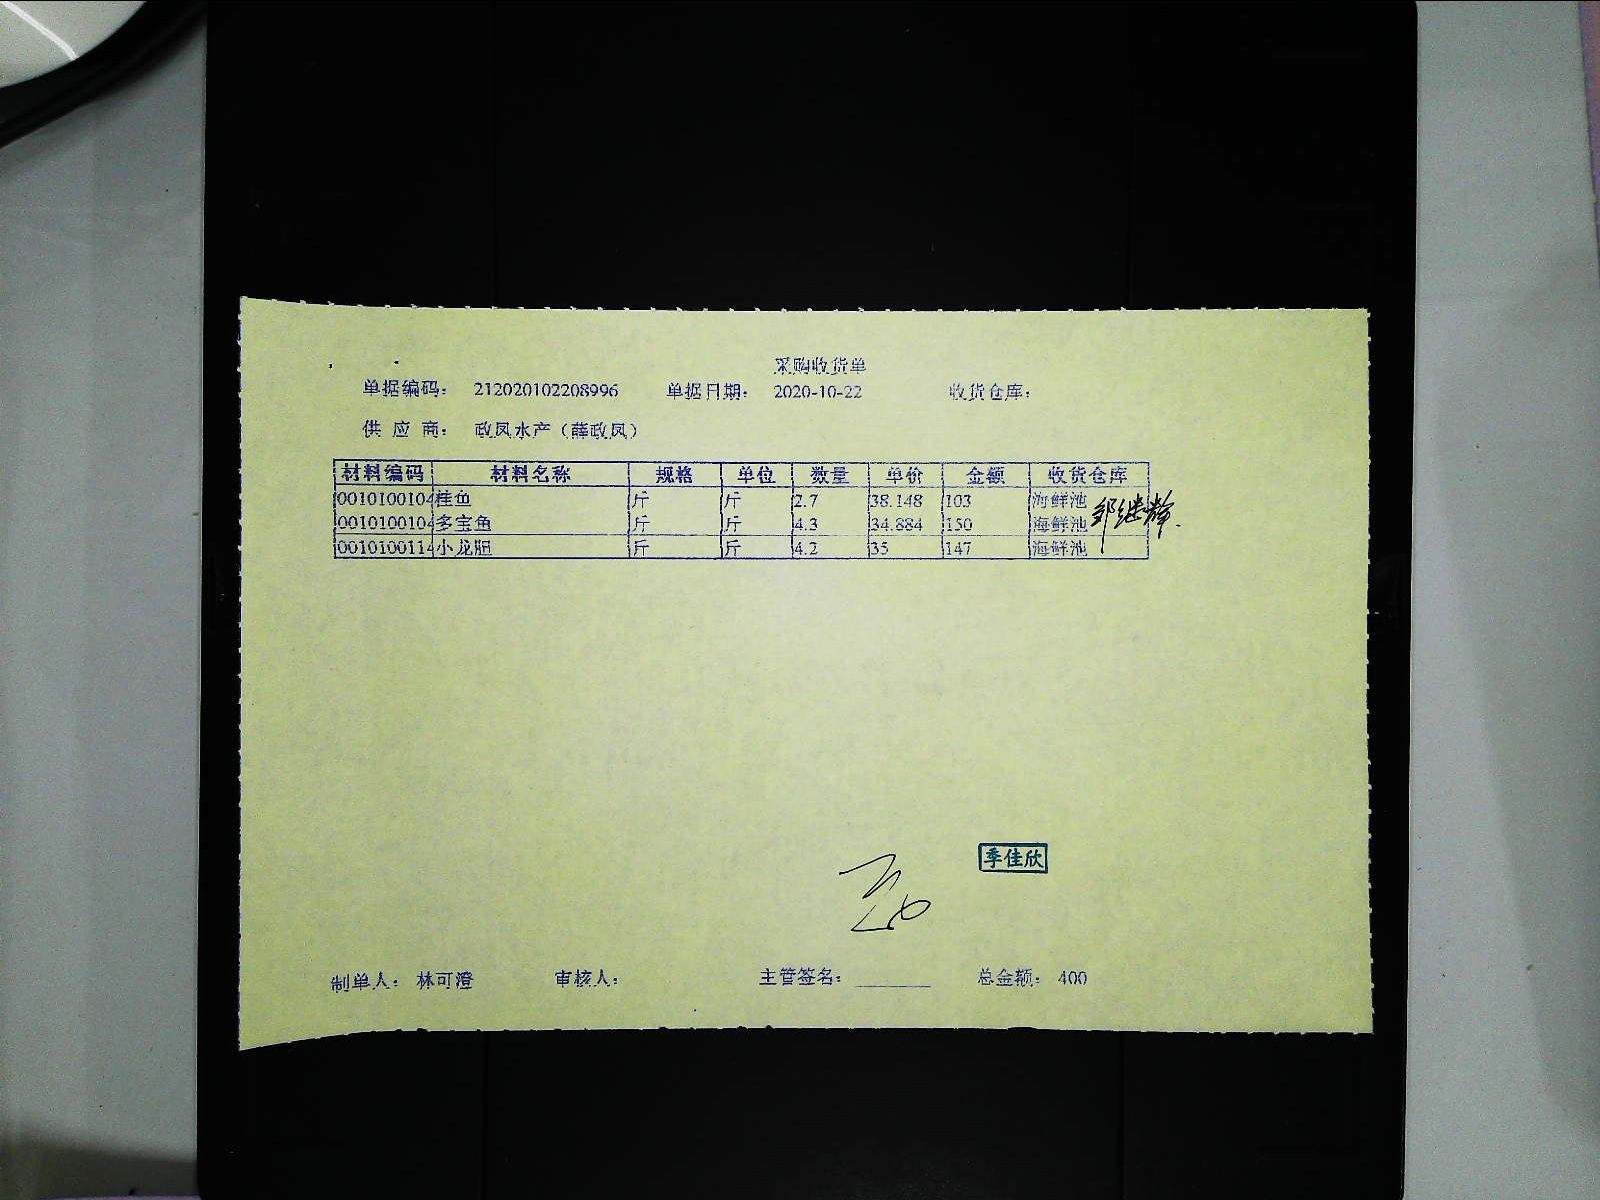 采购收货单
单据编码: 212020102208996 单据日期: 2020-10-22 收货仓库:
供 应 商: 政凤水产（薛政凤）
材料编码 材料名称 规格 单位 数量 单价 金额 收货仓库
0010100104 桂鱼 斤 斤 2.7 38.148 103 海鲜池
0010100104 多宝鱼 斤 斤 4.3 34.884 150 海鲜池
0010100114 小龙胆 斤 斤 4.2 35 147 海鲜池
季佳欣
制单人: 林可澄 审核人: 主管签名: ________ 总金额: 400